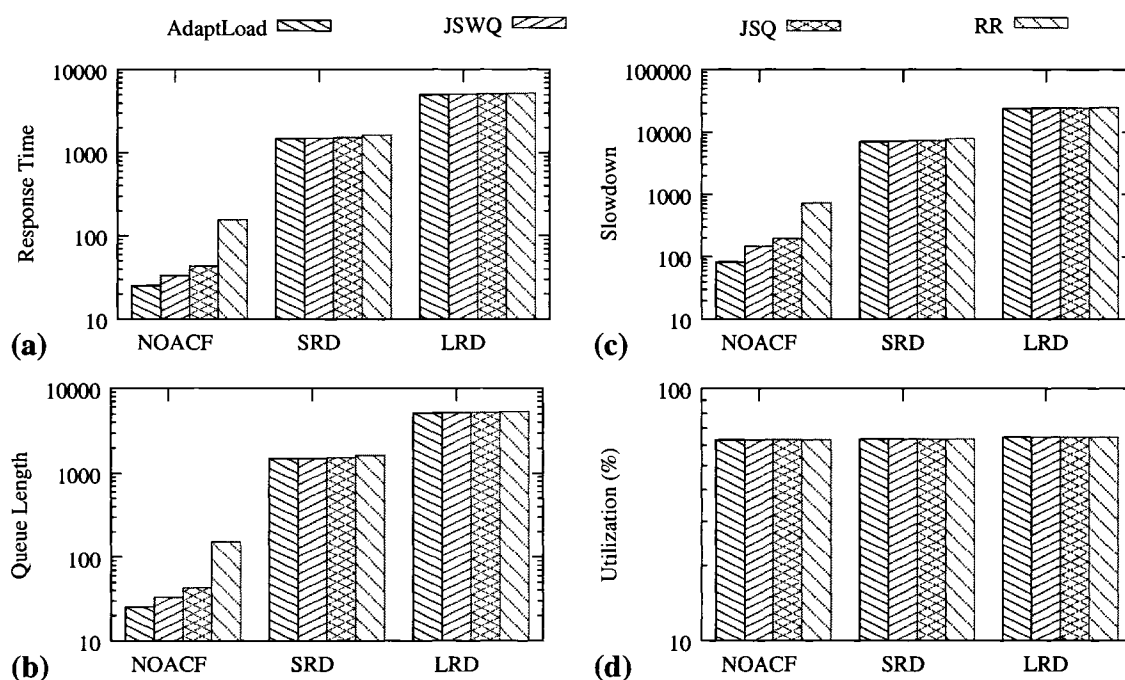 AdaptLoad JSWQ JSQ RR
10000
1000
100
10
Response Time
(a)
NOACF SRD LRD
100000
10000
1000
100
10
Slowdown
(c)
NOACF SRD LRD
10000
1000
100
10
Queue Length
(b)
NOACF SRD LRD
100
10
Utilization (%)
(d)
NOACF SRD LRD